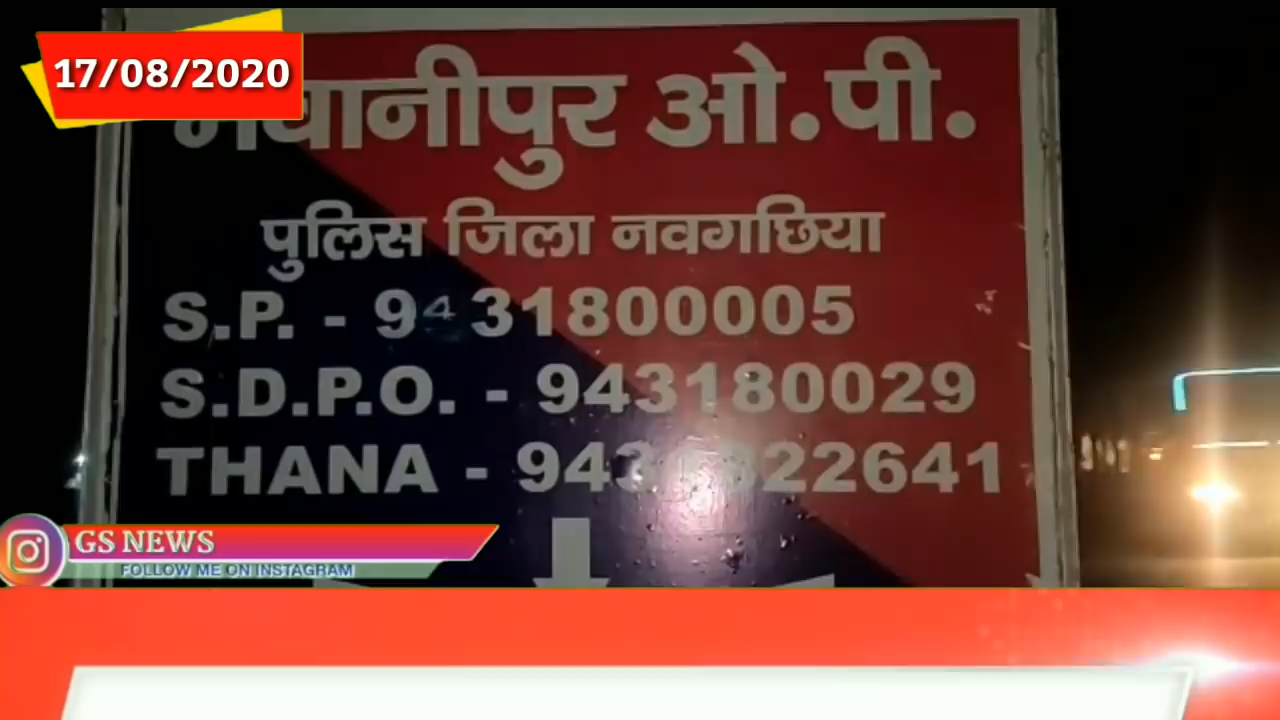 17/08/2020
ओ.पी.
पुलिस जिला नवगछिया
S.P. - 9431800005
S.D.P.O. - 943180029
THANA -
GS NEWS
FOLLOW ME ON INSTAGRAM